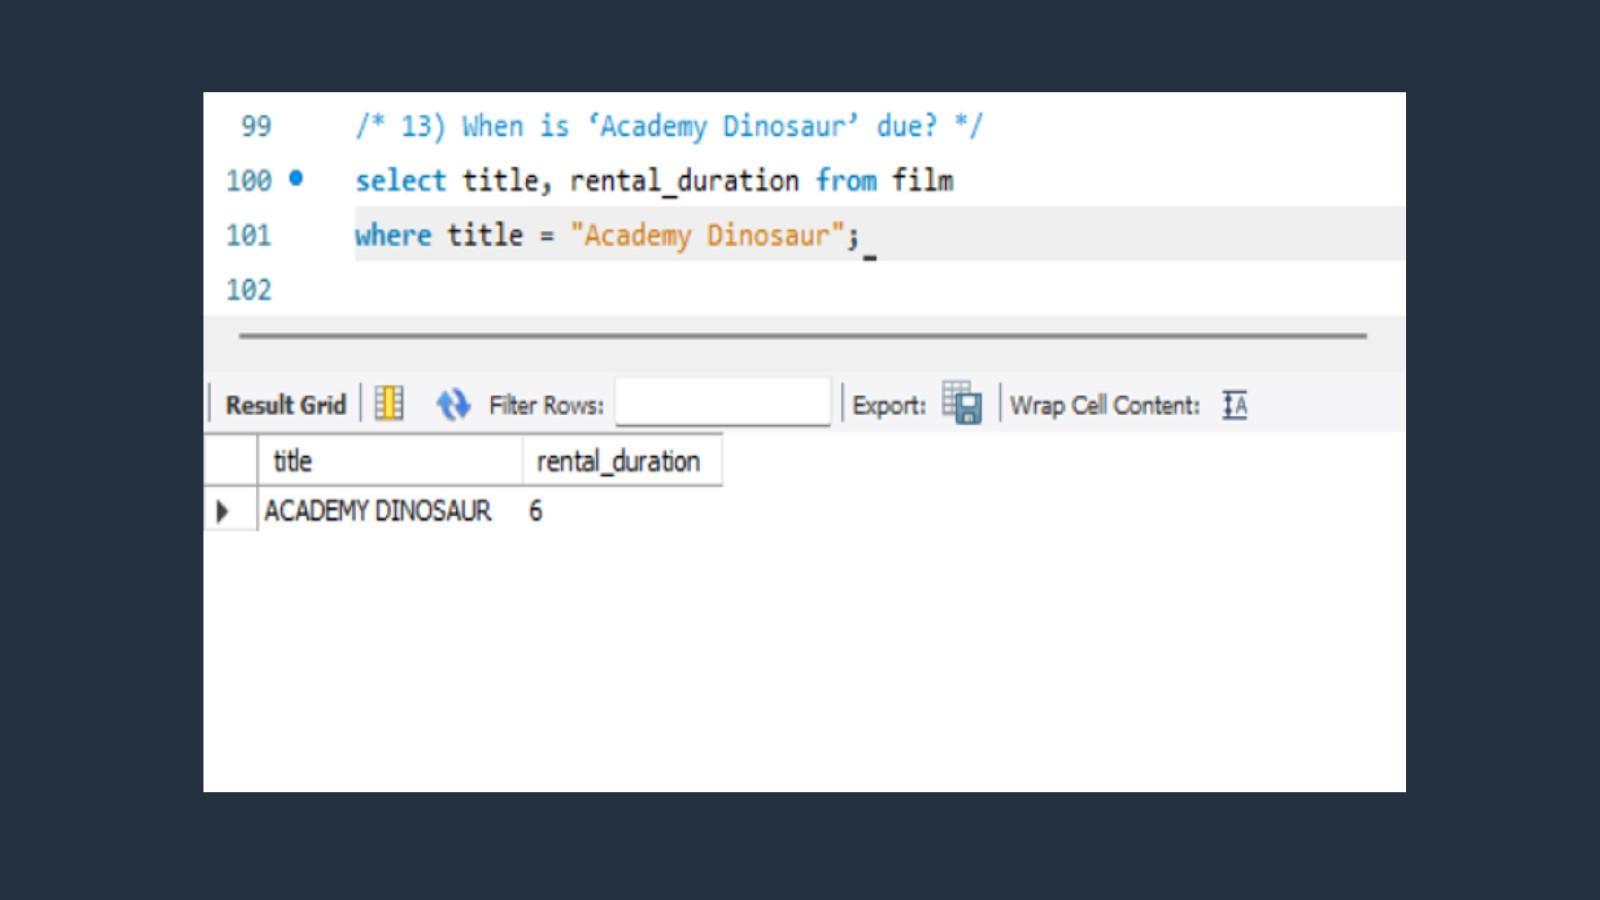 99 /* 13) When is ‘Academy Dinosaur’ due? */
100 select title, rental_duration from film
101 where title = "Academy Dinosaur";
102
Result Grid Filter Rows: Export: Wrap Cell Content:
title rental_duration
ACADEMY DINOSAUR 6